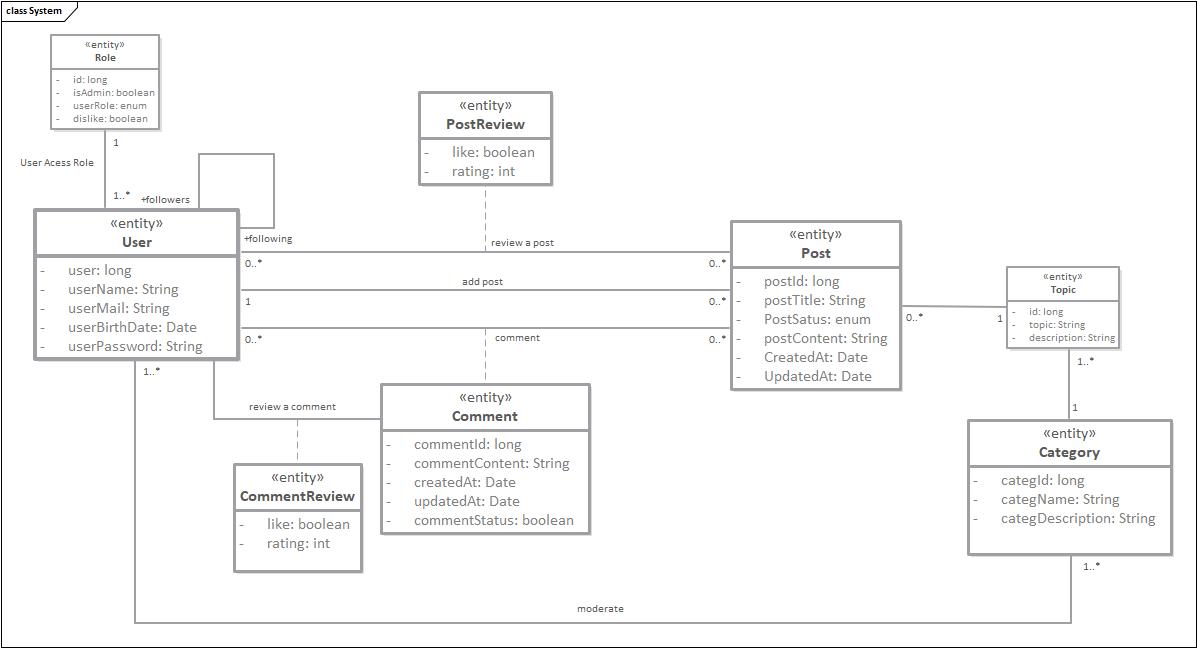 class System
«entity»
Role
- id: long
- isAdmin: boolean
- userRole: enum
- dislike: boolean
1
User Acess Role
1..*
+followers
+following
«entity»
PostReview
- like: boolean
- rating: int
«entity»
User
- user: long
- userName: String
- userMail: String
- userBirthDate: Date
- userPassword: String
review a post
0..*
0..*
add post
1
0..*
0..*
comment
0..*
«entity»
Post
- postId: long
- postTitle: String
- PostSatus: enum
- postContent: String
- CreatedAt: Date
- UpdatedAt: Date
0..*
1
«entity»
Topic
- id: long
- topic: String
- description: String
1..*
1
1..*
review a comment
«entity»
Comment
- commentId: long
- commentContent: String
- createdAt: Date
- updatedAt: Date
- commentStatus: boolean
«entity»
CommentReview
- like: boolean
- rating: int
«entity»
Category
- categId: long
- categName: String
- categDescription: String
1..*
moderate